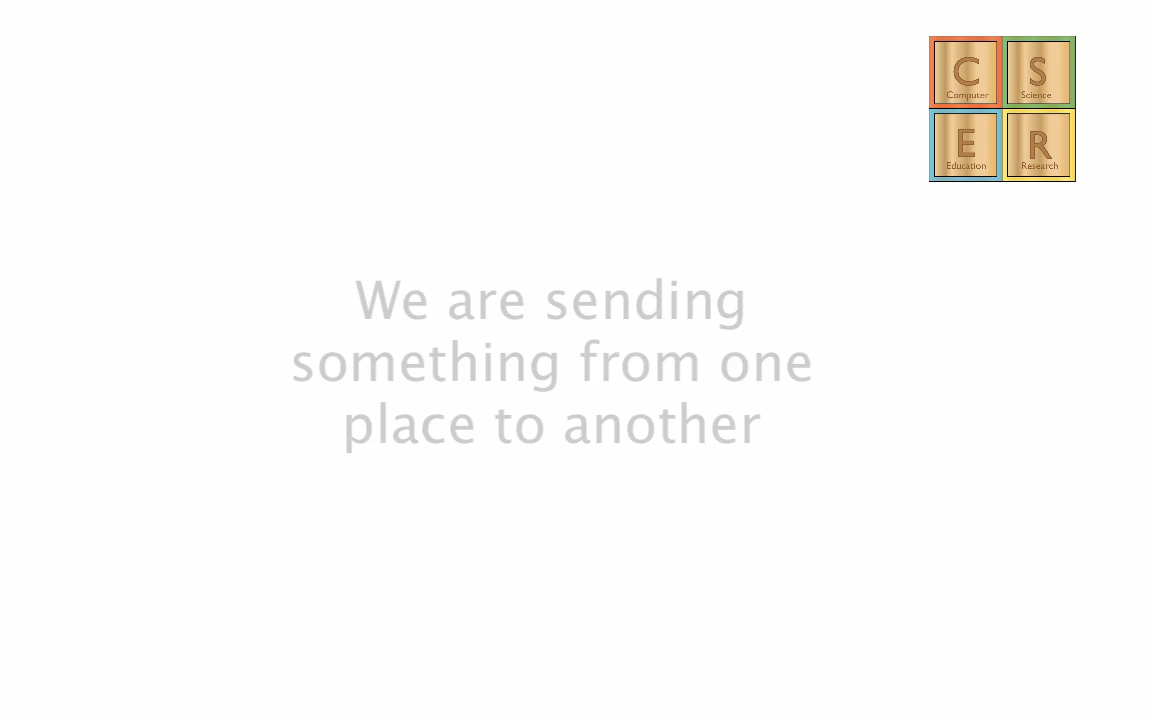 C S
Computer Science
E R
Education Research
We are sending
something from one
place to another